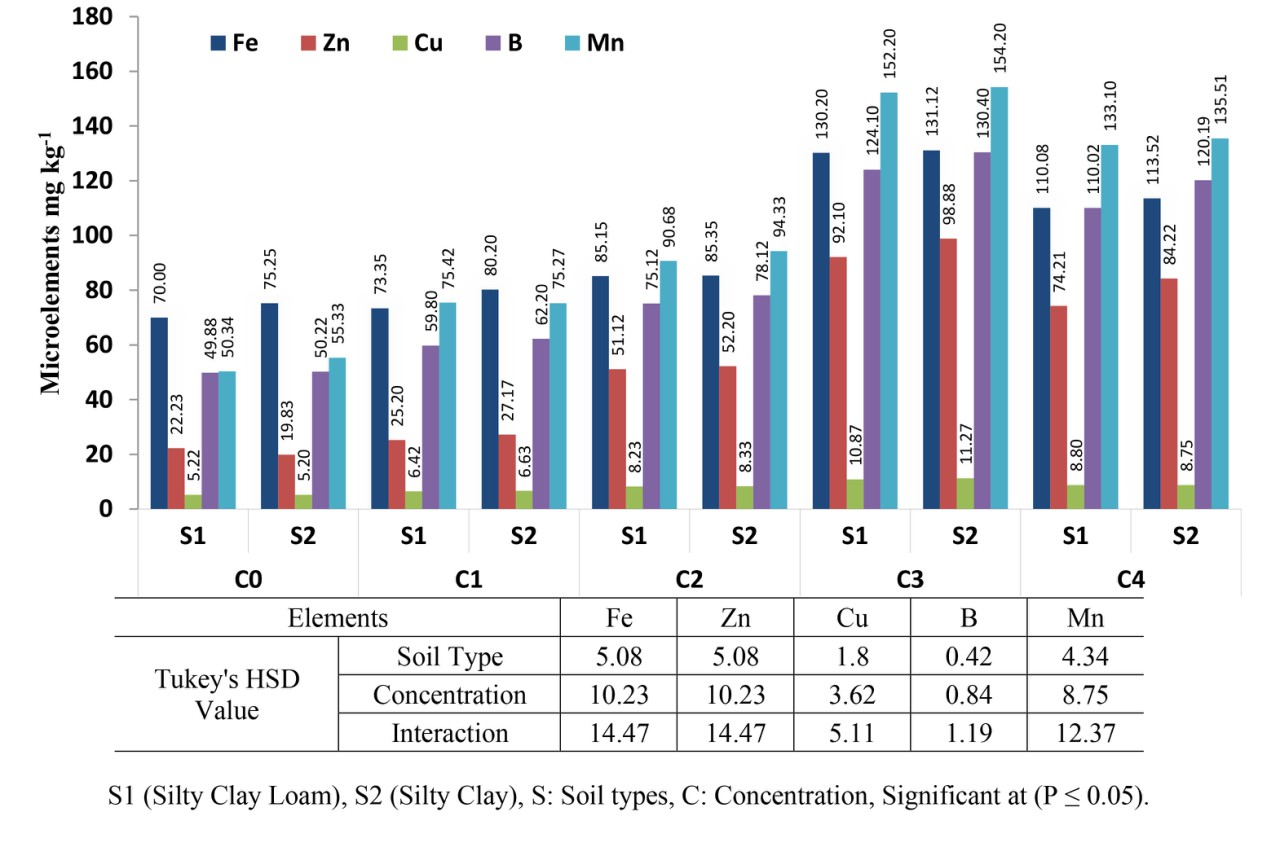 Microelements mg kg-1
180
160
140
120
100
80
60
40
20
0
Fe Zn Cu B Mn
70.00 22.23 5.22 49.88 50.34
75.25 19.83 5.20 50.22 55.33
73.35 25.20 6.42 59.80 75.42
80.20 27.17 6.63 62.20 75.27
85.15 51.12 8.23 75.12 90.68
85.35 52.20 8.33 78.12 94.33
130.20 92.10 10.87 124.10 152.20
131.12 98.88 11.27 130.40 154.20
110.08 74.21 8.80 110.02 133.10
113.52 84.22 8.75 120.19 135.51
S1 S2 S1 S2 S1 S2 S1 S2 S1 S2
C0 C1 C2 C3 C4
Elements Fe Zn Cu B Mn
Tukey's HSD Value
Soil Type 5.08 5.08 1.8 0.42 4.34
Concentration 10.23 10.23 3.62 0.84 8.75
Interaction 14.47 14.47 5.11 1.19 12.37
S1 (Silty Clay Loam), S2 (Silty Clay), S: Soil types, C: Concentration, Significant at (P ≤ 0.05).